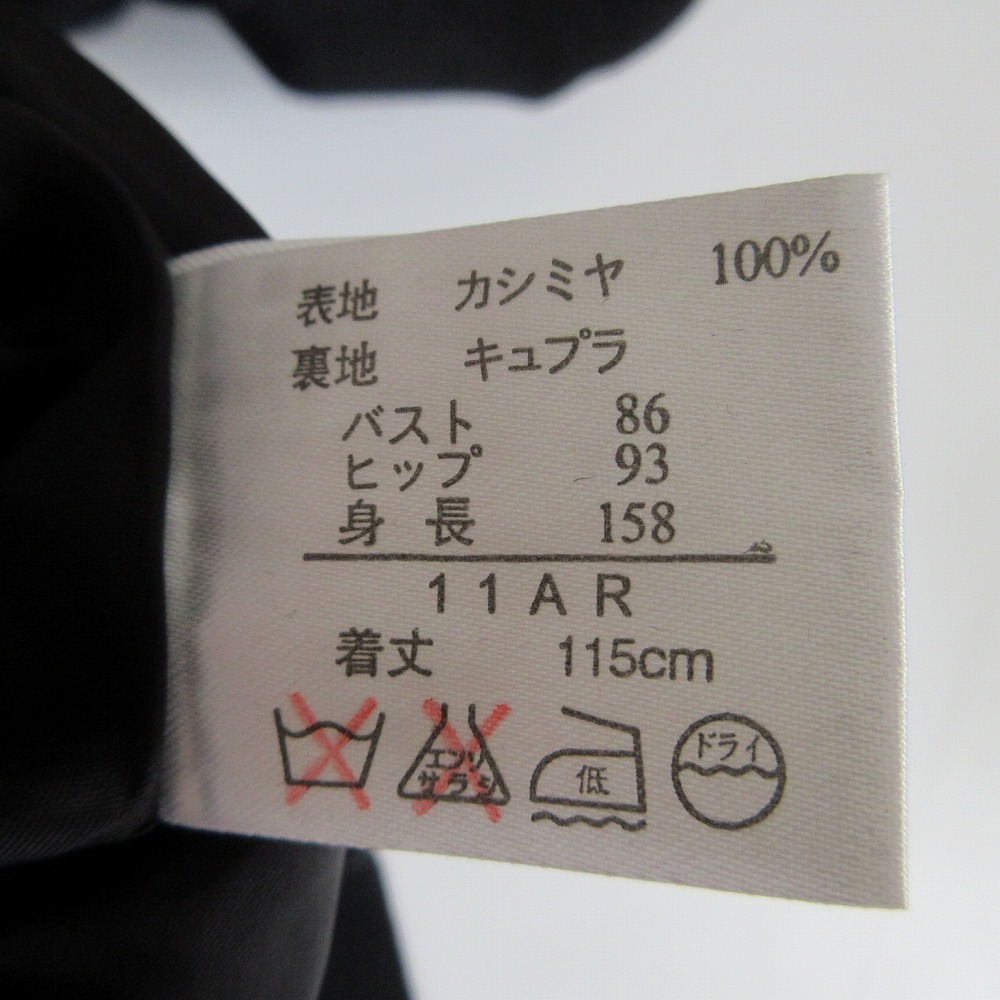 表地 カシミヤ 100%
裏地 キュプラ
バスト 86
ヒップ 93
身長 158
11AR
着丈 115cm
エンソ
サラシ
低
ドライ